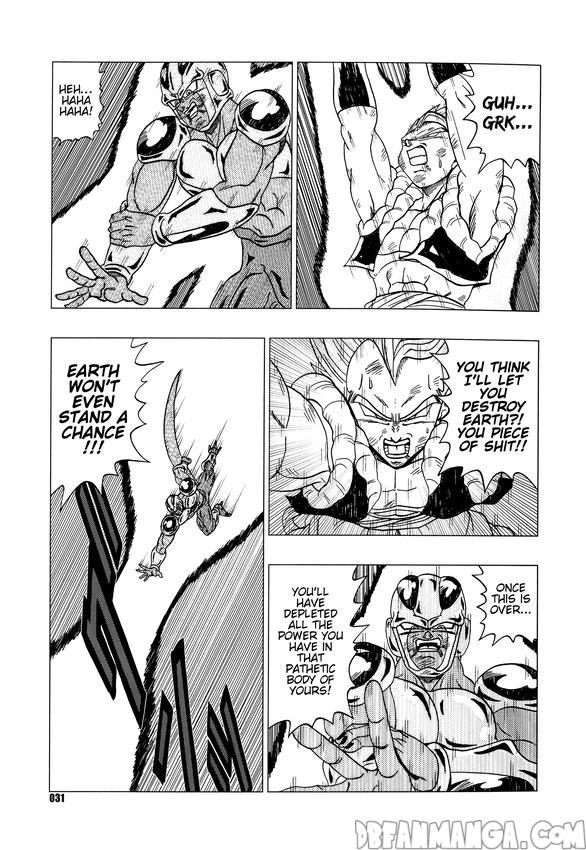 GUH...
GRK...
HEH...
HAHA
HAHA!
YOU THINK
I'LL LET
YOU
DESTROY
EARTH?!
YOU PIECE
OF SHIT!!
ONCE
THIS IS
OVER...
YOU'LL
HAVE
DEPLETED
ALL THE
POWER YOU
HAVE IN
THAT
PATHETIC
BODY OF
YOURS!
EARTH
WON'T
EVEN
STAND A
CHANCE
!!!
031
DBFANMANGA.COM